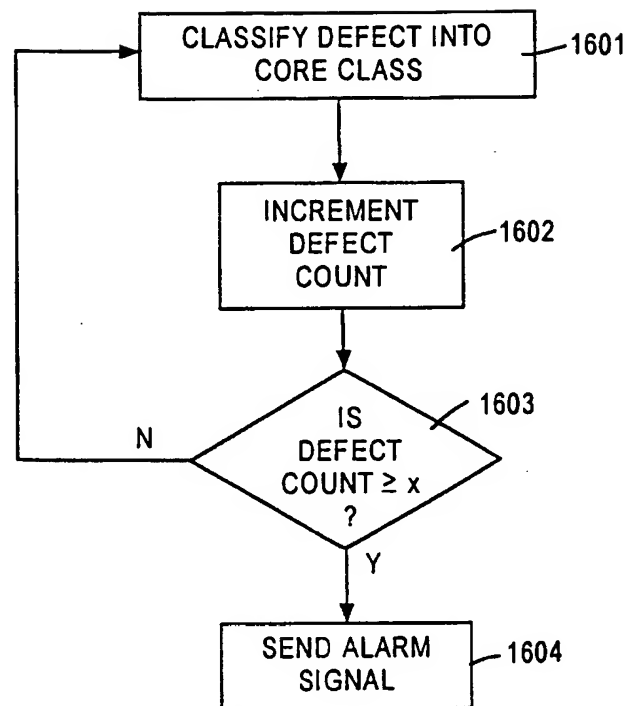 CLASSIFY DEFECT INTO
CORE CLASS
1601
INCREMENT
DEFECT
COUNT
1602
IS
DEFECT
COUNT ≥ x
?
1603
N
Y
SEND ALARM
SIGNAL
1604